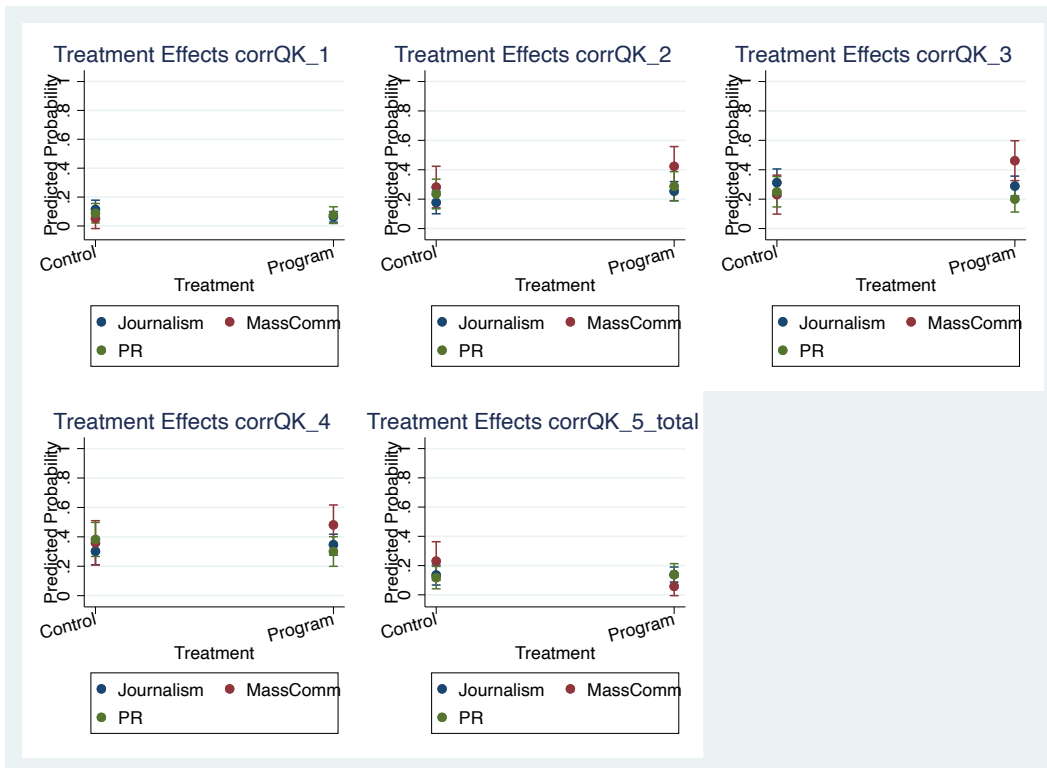 Treatment Effects corrQK_1
Predicted Probability
1
.8
.6
.4
.2
0
Control
Program
Treatment
Journalism
MassComm
PR
Treatment Effects corrQK_2
Predicted Probability
1
.8
.6
.4
.2
0
Control
Program
Treatment
Journalism
MassComm
PR
Treatment Effects corrQK_3
Predicted Probability
1
.8
.6
.4
.2
0
Control
Program
Treatment
Journalism
MassComm
PR
Treatment Effects corrQK_4
Predicted Probability
1
.8
.6
.4
.2
0
Control
Program
Treatment
Journalism
MassComm
PR
Treatment Effects corrQK_5_total
Predicted Probability
1
.8
.6
.4
.2
0
Control
Program
Treatment
Journalism
MassComm
PR